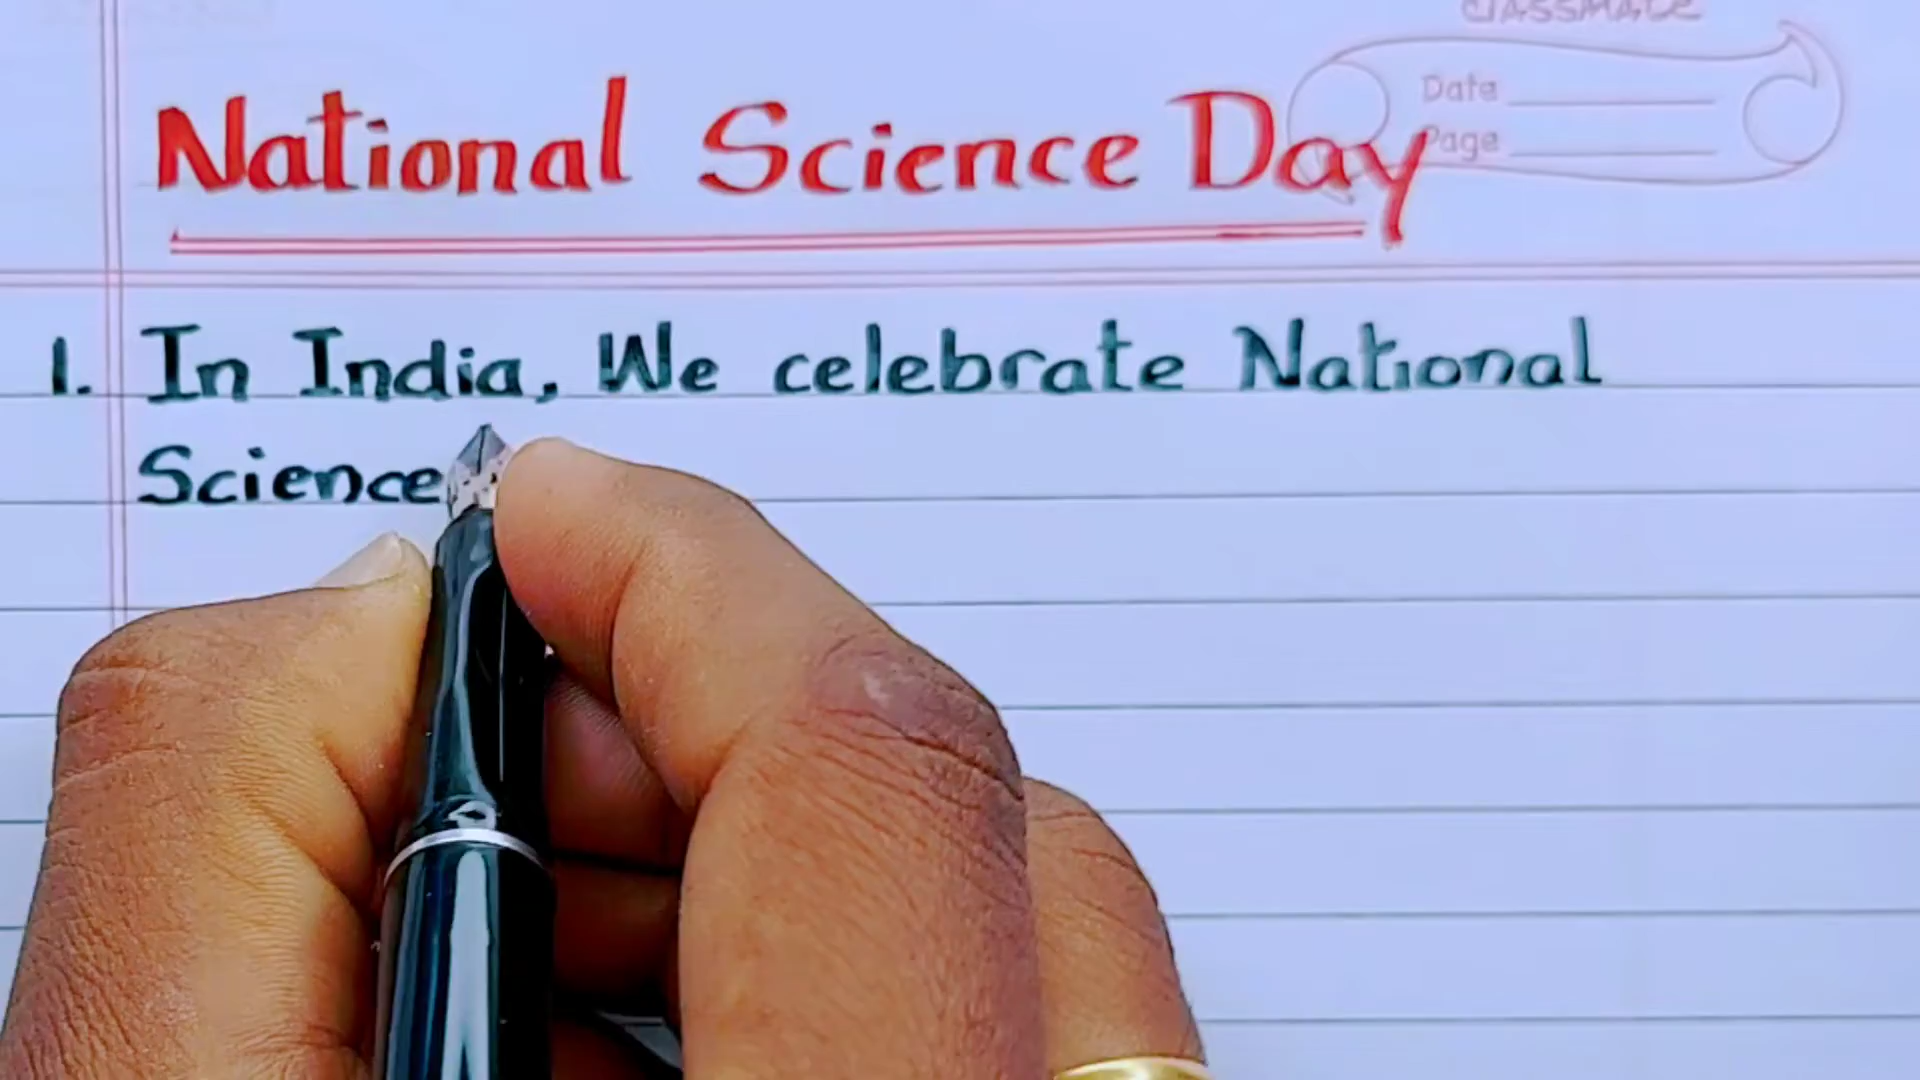 classmate
Date
Page
National Science Day
1. In India, We celebrate National
Science